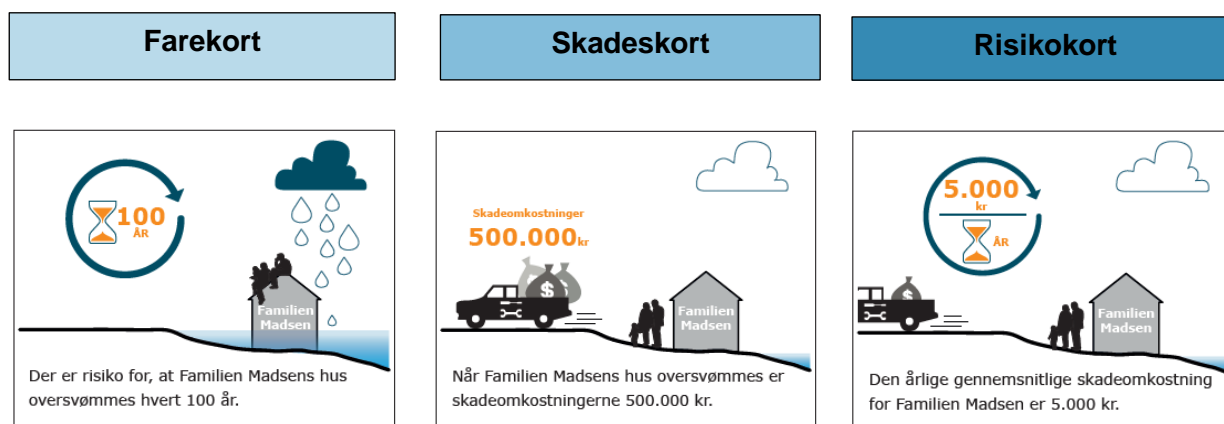 Farekort
Skadeskort
Risikokort
100
ÅR
Familien
Madsen
Der er risiko for, at Familien Madsens hus
oversvømmes hvert 100 år.
Skadeomkostninger
500.000 kr
$
Familien
Madsen
Når Familien Madsens hus oversvømmes er
skadeomkostningerne 500.000 kr.
5.000
kr
ÅR
$
Familien
Madsen
Den årlige gennemsnitlige skadeomkostning
for Familien Madsen er 5.000 kr.